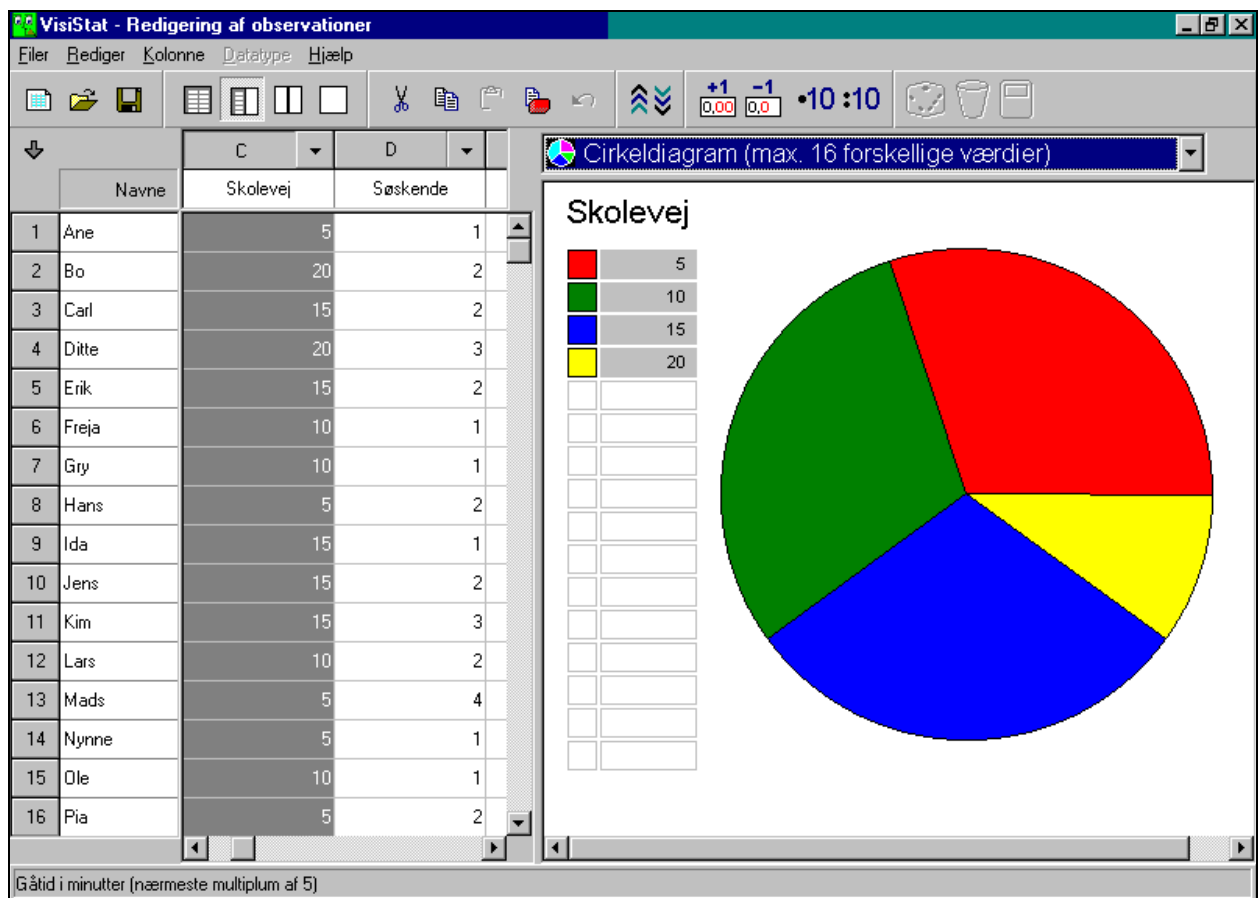 VisiStat - Redigering af observationer
Filer Rediger Kolonne Datatype Hjælp
+1 0,00 -1 0,0 •10 :10
C D
Navne Skolevej Søskende
1 Ane 5 1
2 Bo 20 2
3 Carl 15 2
4 Ditte 20 3
5 Erik 15 2
6 Freja 10 1
7 Gry 10 1
8 Hans 5 2
9 Ida 15 1
10 Jens 15 2
11 Kim 15 3
12 Lars 10 2
13 Mads 5 4
14 Nynne 5 1
15 Ole 10 1
16 Pia 5 2
Cirkeldiagram (max. 16 forskellige værdier)
Skolevej
5
10
15
20
Gåtid i minutter (nærmeste multiplum af 5)